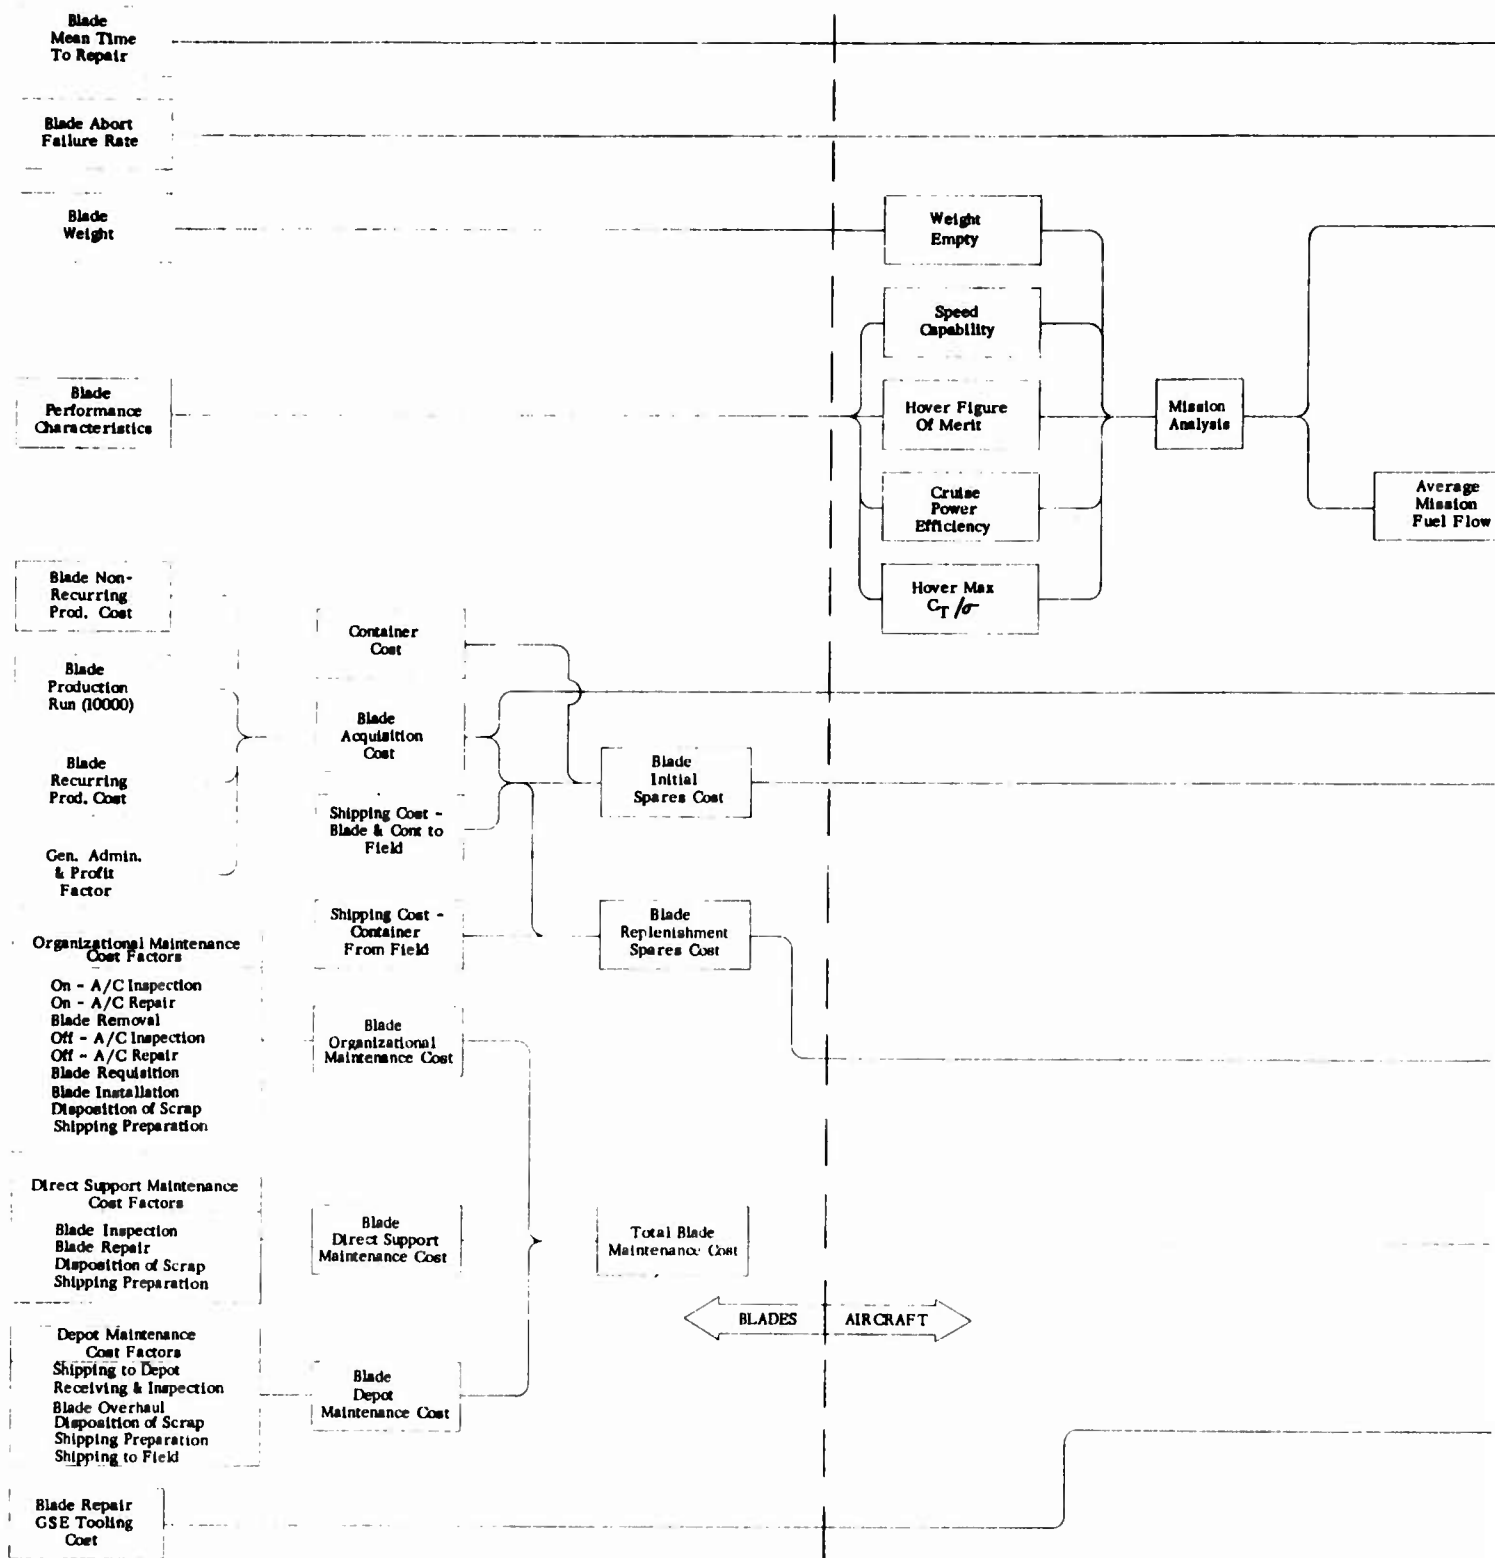 Blade
Mean Time
To Repair
Blade Abort
Failure Rate
Blade
Weight
Weight
Empty
Speed
Capability
Blade
Performance
Characteristics
Hover Figure
Of Merit
Mission
Analysis
Cruise
Power
Efficiency
Average
Mission
Fuel Flow
Hover Max
C_T/σ
Blade Non-
Recurring
Prod. Cost
Container
Cost
Blade
Production
Run (10000)
Blade
Acquisition
Cost
Blade
Recurring
Prod. Cost
Blade
Initial
Spares Cost
Shipping Cost -
Blade & Cont to
Field
Gen. Admin.
& Profit
Factor
Shipping Cost -
Container
From Field
Blade
Replenishment
Spares Cost
Organizational Maintenance
Cost Factors
On - A/C Inspection
On - A/C Repair
Blade Removal
Off - A/C Inspection
Off - A/C Repair
Blade Requisition
Blade Installation
Disposition of Scrap
Shipping Preparation
Blade
Organizational
Maintenance Cost
Direct Support Maintenance
Cost Factors
Blade Inspection
Blade Repair
Disposition of Scrap
Shipping Preparation
Blade
Direct Support
Maintenance Cost
Total Blade
Maintenance Cost
BLADES
AIRCRAFT
Depot Maintenance
Cost Factors
Shipping to Depot
Receiving & Inspection
Blade Overhaul
Disposition of Scrap
Shipping Preparation
Shipping to Field
Blade
Depot
Maintenance Cost
Blade Repair
GSE Tooling
Cost